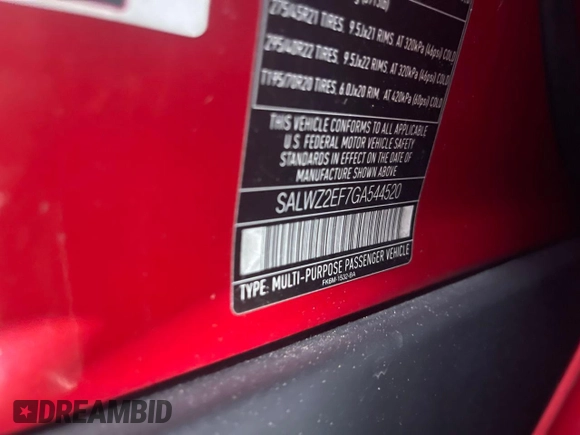 275/45R21 TIRES. 9 5Jx21 RIMS. AT 320kPa (46psi) COLD
295/40R22 TIRES. 9 5Jx22 RIMS. AT 320kPa (46psi) COLD
T195/70R20 TIRES. 6 0Jx20 RIM. AT 420kPa (60psi) COLD
THIS VEHICLE CONFORMS TO ALL APPLICABLE
U S FEDERAL MOTOR VEHICLE SAFETY
STANDARDS IN EFFECT ON THE DATE OF
MANUFACTURE SHOWN ABOVE
SALWZ2EF7GA544520
TYPE: MULTI-PURPOSE PASSENGER VEHICLE
FK6M-1532-BA
DREAMBID